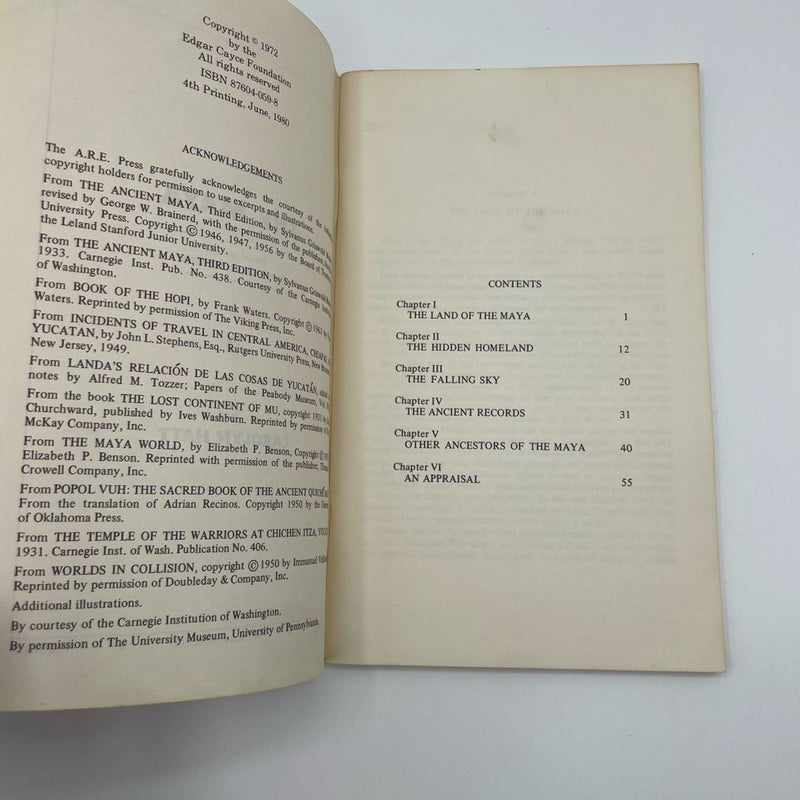 Copyright © 1972
by the
Edgar Cayce Foundation
All rights reserved
ISBN 87604-059-8
4th Printing, June, 1980
ACKNOWLEDGEMENTS
The A.R.E. Press gratefully acknowledges the courtesy of the
copyright holders for permission to use excerpts and illustrations.
From THE ANCIENT MAYA, Third Edition, by Sylvanus Griswold
revised by George W. Brainerd, with the permission of the publishers,
University Press. Copyright © 1946, 1947, 1956 by the Board of
the Leland Stanford Junior University.
From THE ANCIENT MAYA, THIRD EDITION, by Sylvanus Griswold
1933. Carnegie Inst. Pub. No. 438. Courtesy of the Carnegie
of Washington.
From BOOK OF THE HOPI, by Frank Waters. Copyright ©
Waters. Reprinted by permission of The Viking Press, Inc.
From INCIDENTS OF TRAVEL IN CENTRAL AMERICA,
YUCATAN, by John L. Stephens, Esq., Rutgers University Press, New
New Jersey, 1949.
From LANDA'S RELACIÓN DE LAS COSAS DE YUCATÁN,
notes by Alfred M. Tozzer; Papers of the Peabody Museum,
From the book THE LOST CONTINENT OF MU, copyright 1931 by
Churchward, published by Ives Washburn. Reprinted by permission of
McKay Company, Inc.
From THE MAYA WORLD, by Elizabeth P. Benson, Copyright ©
Elizabeth P. Benson. Reprinted with permission of the publisher,
Crowell Company, Inc.
From POPOL VUH: THE SACRED BOOK OF THE ANCIENT QUICHÉ
From the translation of Adrian Recinos. Copyright 1950 by the
of Oklahoma Press.
From THE TEMPLE OF THE WARRIORS AT CHICHEN ITZA,
1931. Carnegie Inst. of Wash. Publication No. 406.
From WORLDS IN COLLISION, copyright © 1950 by Immanuel
Reprinted by permission of Doubleday & Company, Inc.
Additional illustrations.
By courtesy of the Carnegie Institution of Washington.
By permission of The University Museum, University of Pennsylvania.
CONTENTS
Chapter I
THE LAND OF THE MAYA 1
Chapter II
THE HIDDEN HOMELAND 12
Chapter III
THE FALLING SKY 20
Chapter IV
THE ANCIENT RECORDS 31
Chapter V
OTHER ANCESTORS OF THE MAYA 40
Chapter VI
AN APPRAISAL 55